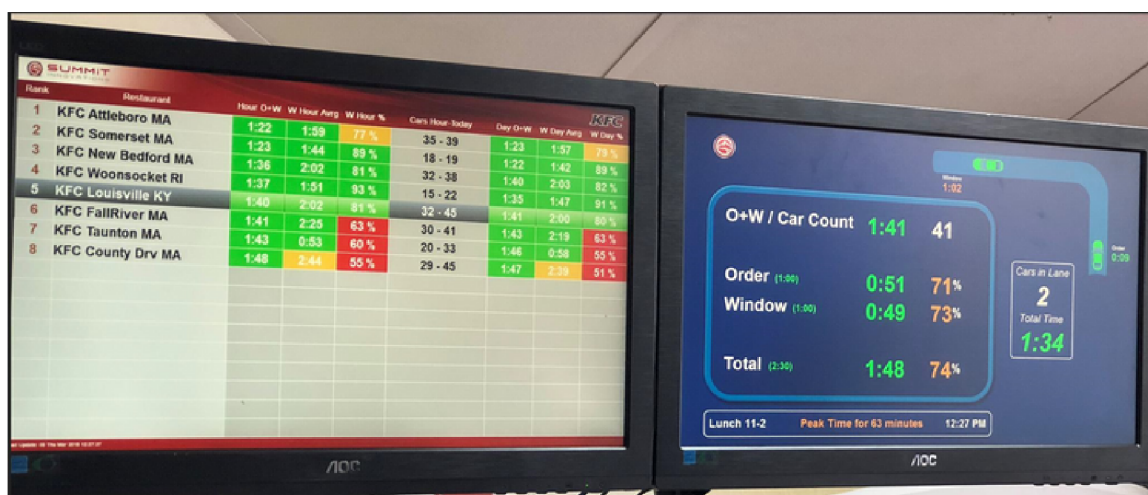 SUMMIT
INNOVATIONS
KFC
Rank Restaurant Hour O+W W Hour Avrg W Hour % Cars Hour-Today Day O+W W Day Avrg W Day %
1 KFC Attleboro MA 1:22 1:59 77 % 35 - 39 1:23 1:57 79 %
2 KFC Somerset MA 1:23 1:44 89 % 18 - 19 1:22 1:42 89 %
3 KFC New Bedford MA 1:36 2:02 81 % 32 - 38 1:40 2:03 82 %
4 KFC Woonsocket RI 1:37 1:51 93 % 15 - 22 1:35 1:47 91 %
5 KFC Louisville KY 1:40 2:02 81 % 32 - 45 1:41 2:00 80 %
6 KFC FallRiver MA 1:41 2:25 63 % 30 - 41 1:43 2:19 63 %
7 KFC Taunton MA 1:43 0:53 60 % 20 - 33 1:46 0:58 55 %
8 KFC County Drv MA 1:48 2:44 55 % 29 - 45 1:47 2:39 51 %
AOC
Window
1:02
Order
0:09
O+W / Car Count 1:41 41
Order (1:00) 0:51 71%
Window (1:00) 0:49 73%
Total (2:30) 1:48 74%
Cars in Lane
2
Total Time
1:34
Lunch 11-2 Peak Time for 63 minutes 12:27 PM
AOC